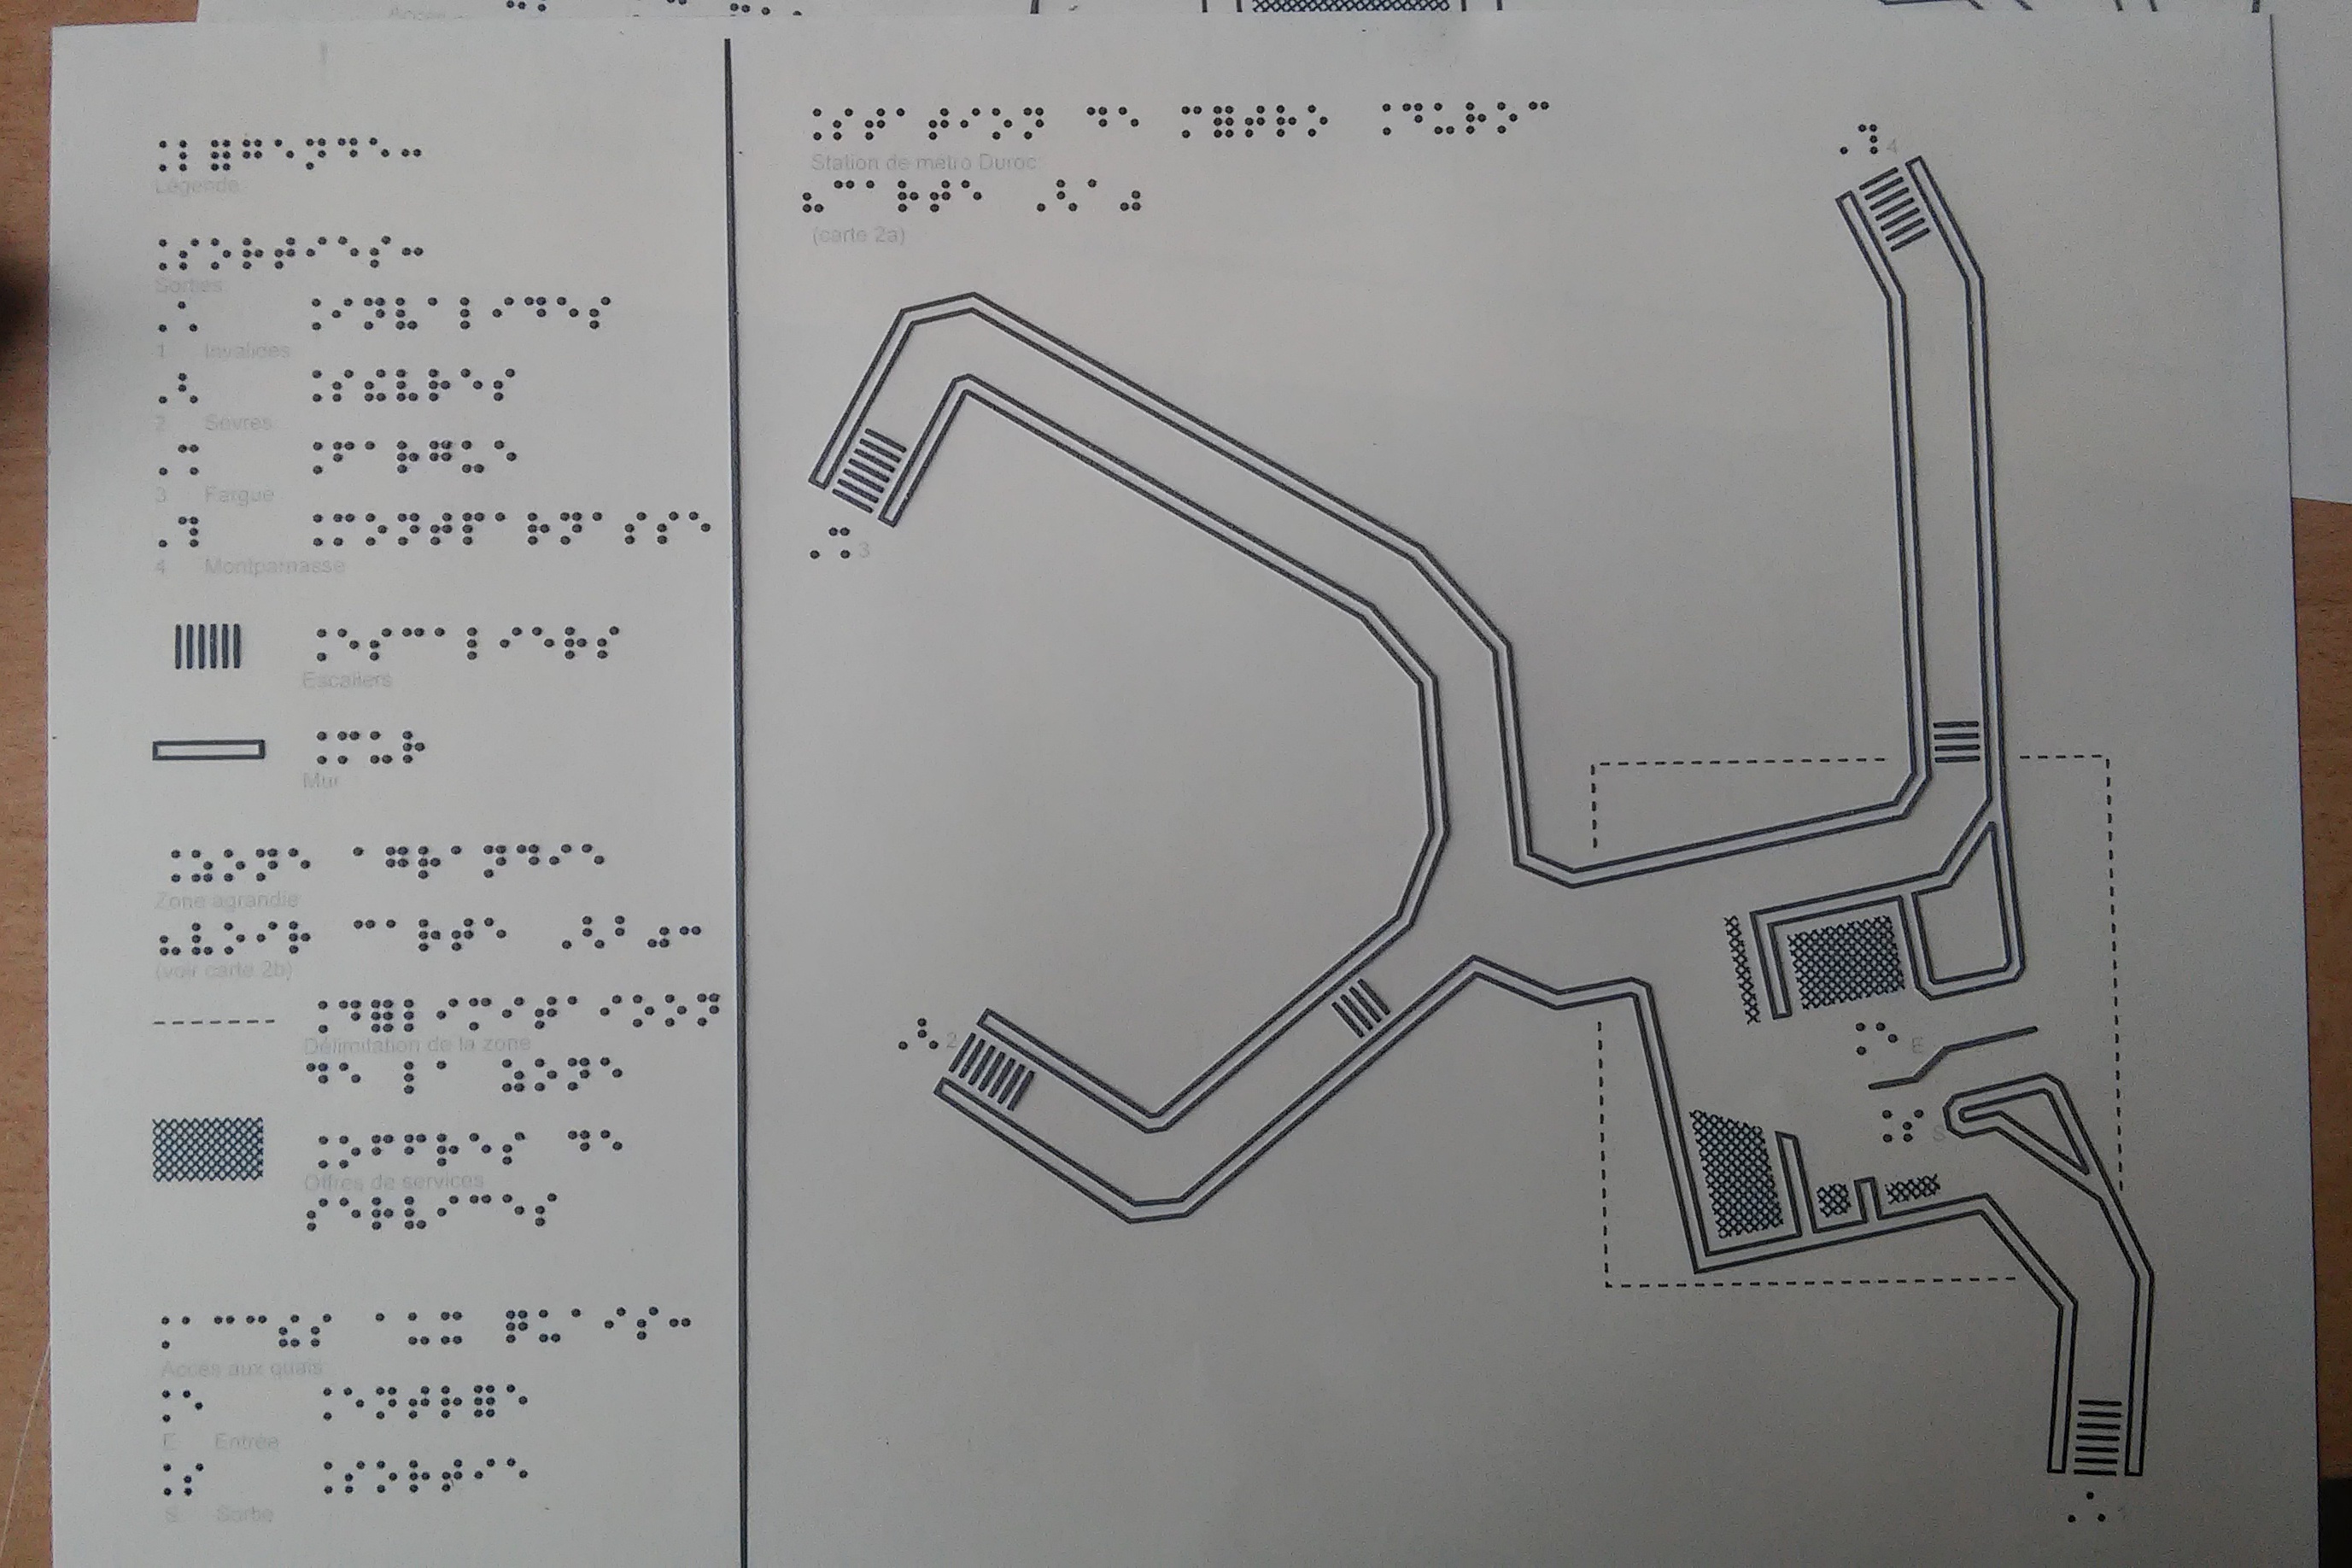 Légende
Sorties
1 Invalides
2 Sèvres
3 Fargue
4 Montparnasse
Escaliers
Mur
Zone agrandie
(voir carte 2b)
Délimitation de la zone
Offres de services
Accès aux quais
E Entrée
S Sortie
Station de métro Duroc
(carte 2a)
4
3
2
E
S
1